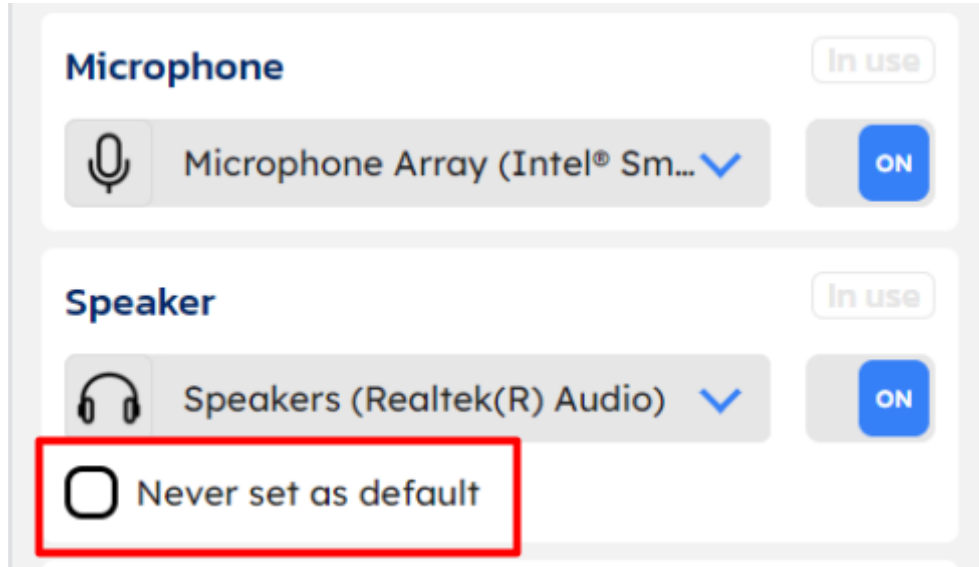 Microphone
In use
Microphone Array (Intel® Sm...
ON
Speaker
In use
Speakers (Realtek(R) Audio)
ON
Never set as default